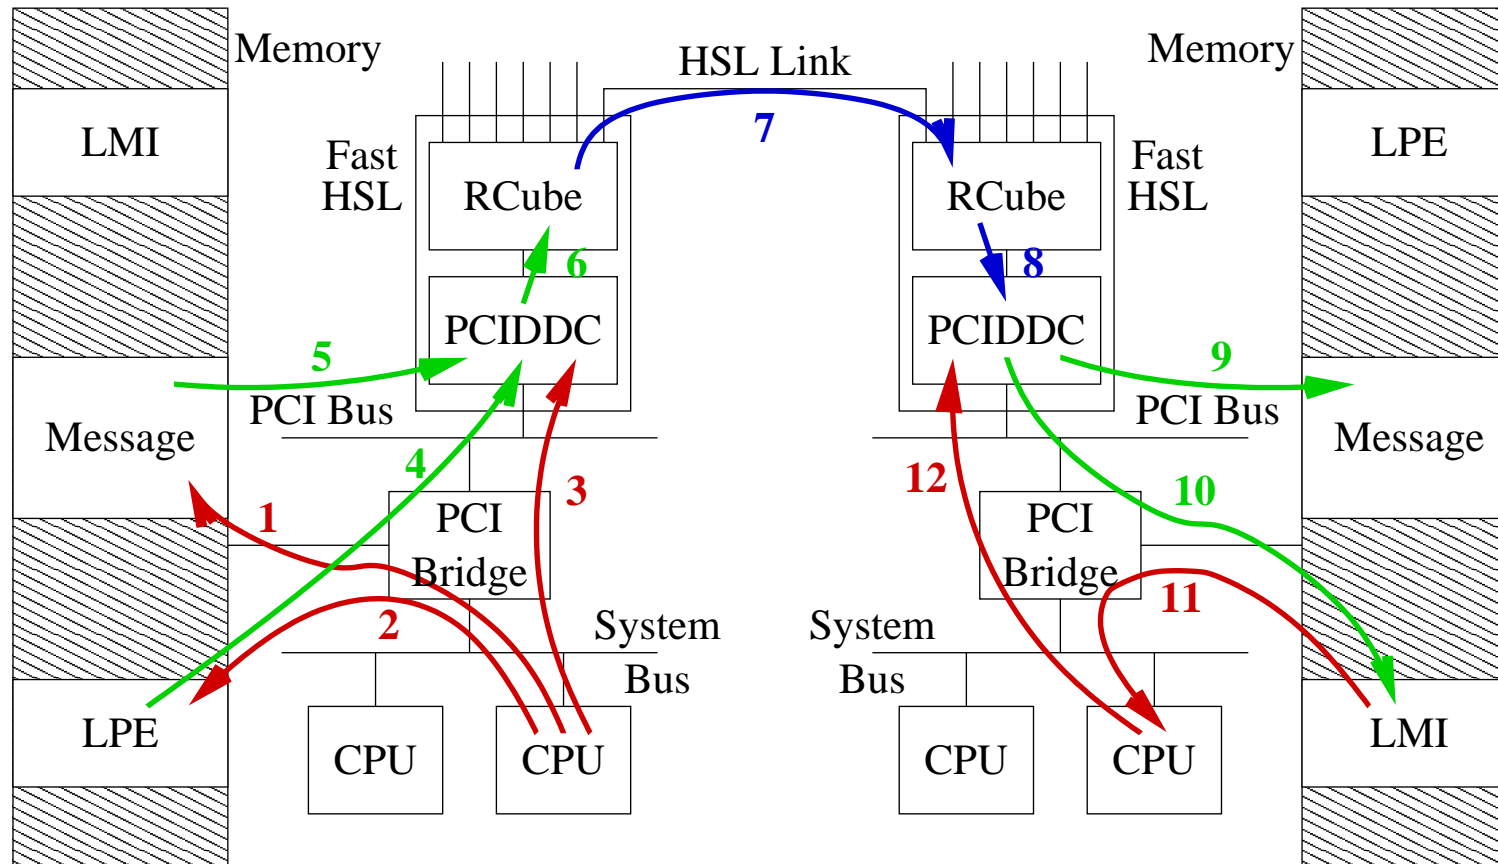 Memory
HSL Link
Memory
LMI
7
LPE
Fast
HSL
RCube
RCube
Fast
HSL
6
8
PCIDDC
PCIDDC
5
9
PCI Bus
PCI Bus
Message
Message
4
3
12
10
1
PCI
Bridge
PCI
Bridge
2
11
System
Bus
System
Bus
LPE
CPU
CPU
CPU
CPU
LMI